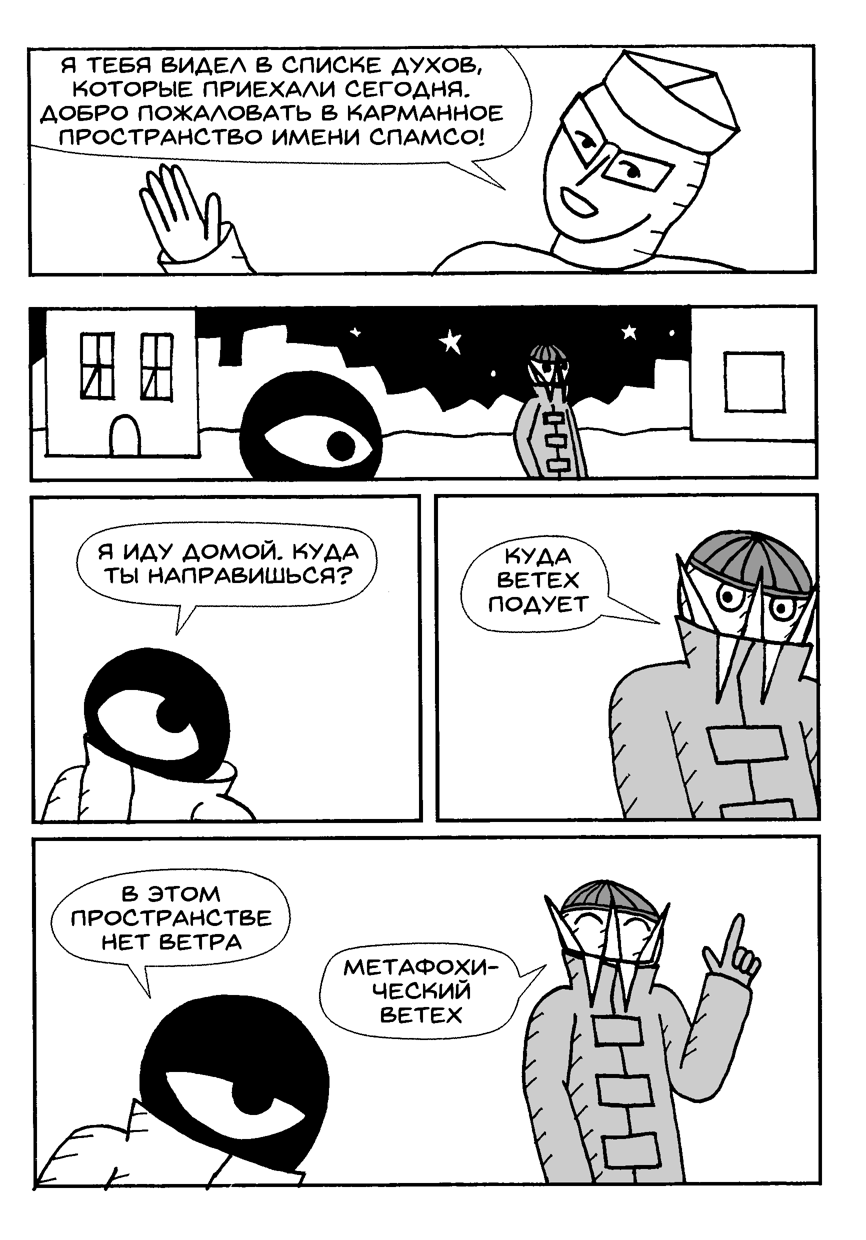 Я ТЕБЯ ВИДЕЛ В СПИСКЕ ДУХОВ,
КОТОРЫЕ ПРИЕХАЛИ СЕГОДНЯ.
ДОБРО ПОЖАЛОВАТЬ В КАРМАННОЕ
ПРОСТРАНСТВО ИМЕНИ СПАМСО!
Я ИДУ ДОМОЙ. КУДА
ТЫ НАПРАВИШЬСЯ?
КУДА
ВЕТЕХ
ПОДУЕТ
В ЭТОМ
ПРОСТРАНСТВЕ
НЕТ ВЕТРА
МЕТАФОХИ-
ЧЕСКИЙ
ВЕТЕХ